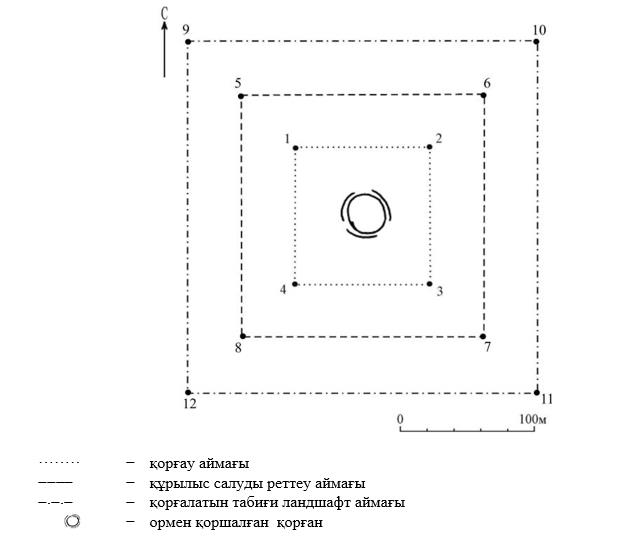 С
9 10
5 6
1 2
4 3
8 7
12 11
0 100м
– қорғау аймағы
– құрылыс салуды реттеу аймағы
– қорғалатын табиғи ландшафт аймағы
– ормен қоршалған қорған